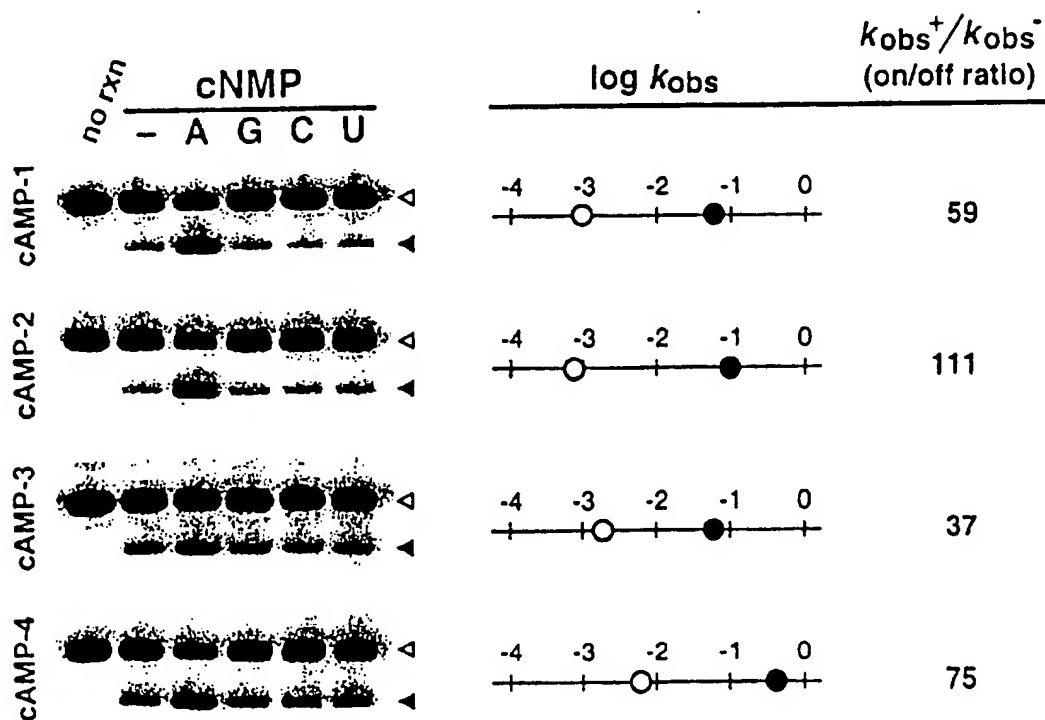 kobs+/kobs-
no rxn cNMP log kobs (on/off ratio)
– A G C U
cAMP-1
-4 -3 -2 -1 0
59
cAMP-2
-4 -3 -2 -1 0
111
cAMP-3
-4 -3 -2 -1 0
37
cAMP-4
-4 -3 -2 -1 0
75